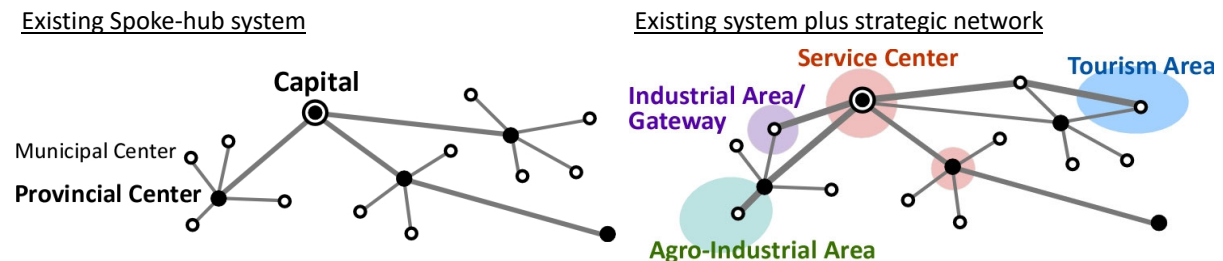 Existing Spoke-hub system
Capital
Municipal Center
Provincial Center
Existing system plus strategic network
Service Center
Tourism Area
Industrial Area/
Gateway
Agro-Industrial Area